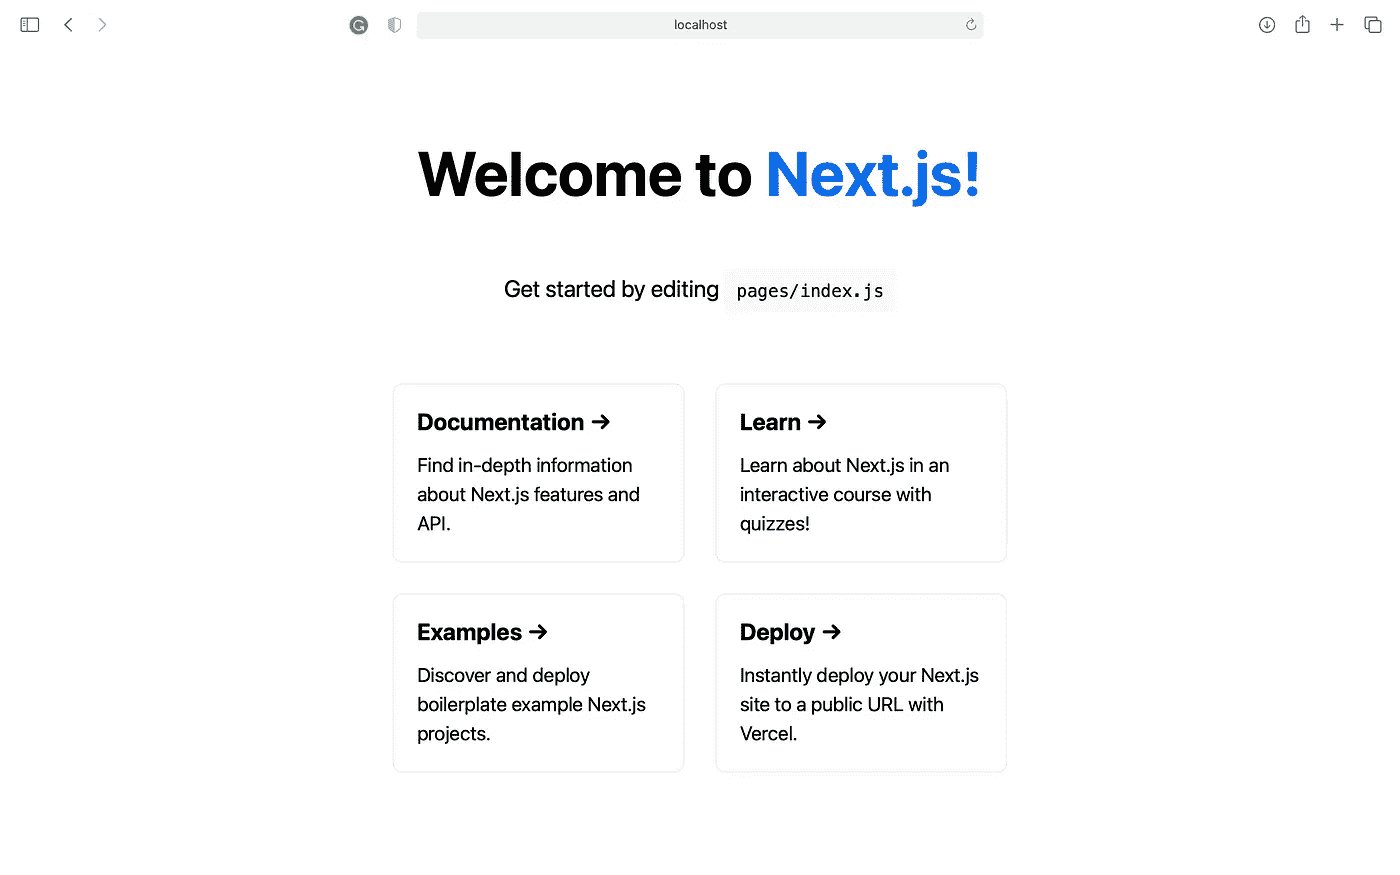 localhost
Welcome to Next.js!
Get started by editing pages/index.js
Documentation →
Find in-depth information
about Next.js features and
API.
Learn →
Learn about Next.js in an
interactive course with
quizzes!
Examples →
Discover and deploy
boilerplate example Next.js
projects.
Deploy →
Instantly deploy your Next.js
site to a public URL with
Vercel.